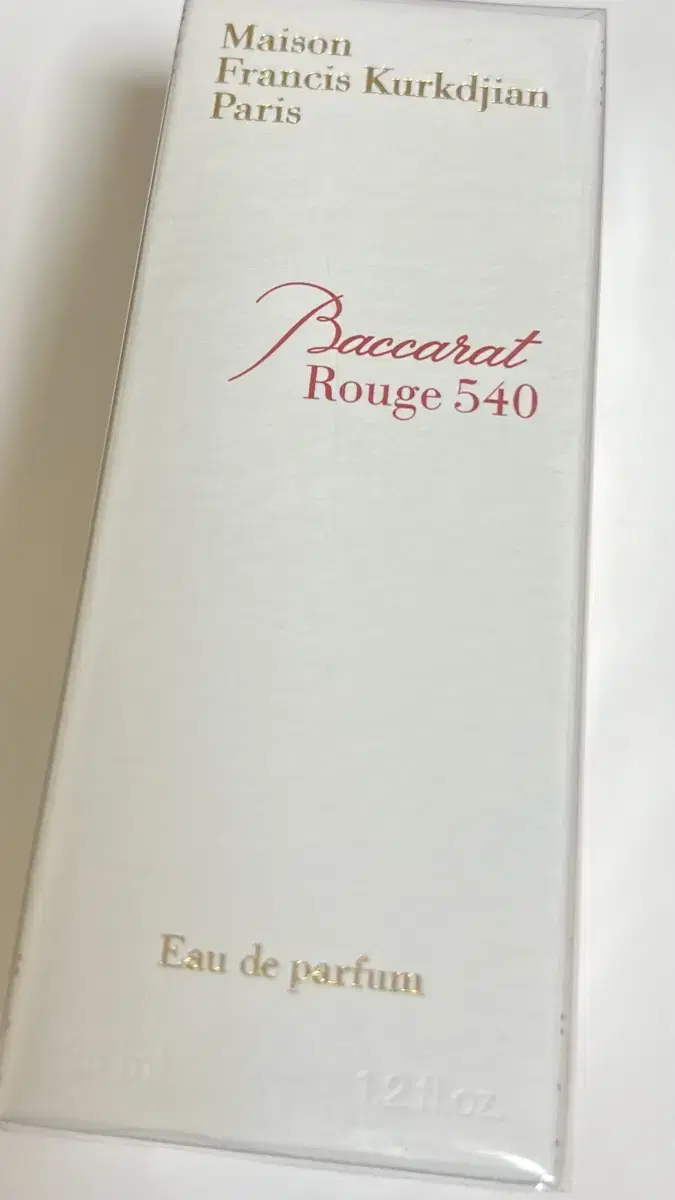 Maison
Francis Kurkdjian
Paris
Baccarat
Rouge 540
Eau de parfum
1.2 fl.oz.